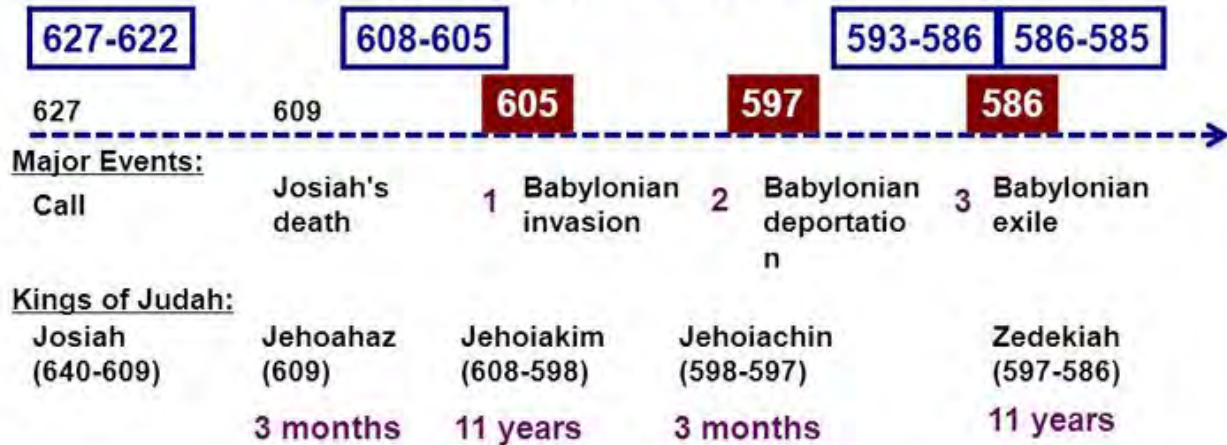 627-622 608-605 593-586 586-585
627 609 605 597 586
Major Events:
Call
Josiah's
death
1 Babylonian
invasion
2 Babylonian
deportatio
n
3 Babylonian
exile
Kings of Judah:
Josiah
(640-609)
Jehoahaz
(609)
3 months
Jehoiakim
(608-598)
11 years
Jehoiachin
(598-597)
3 months
Zedekiah
(597-586)
11 years